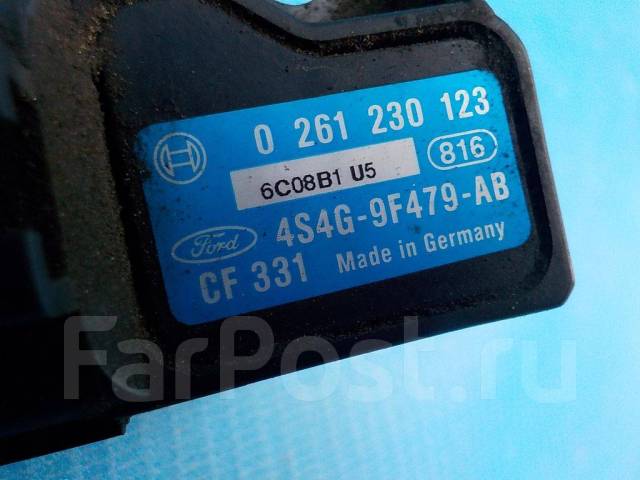 0 261 230 123
6C08B1 U5
816
Ford
4S4G-9F479-AB
CF 331 Made in Germany
FarPost.ru